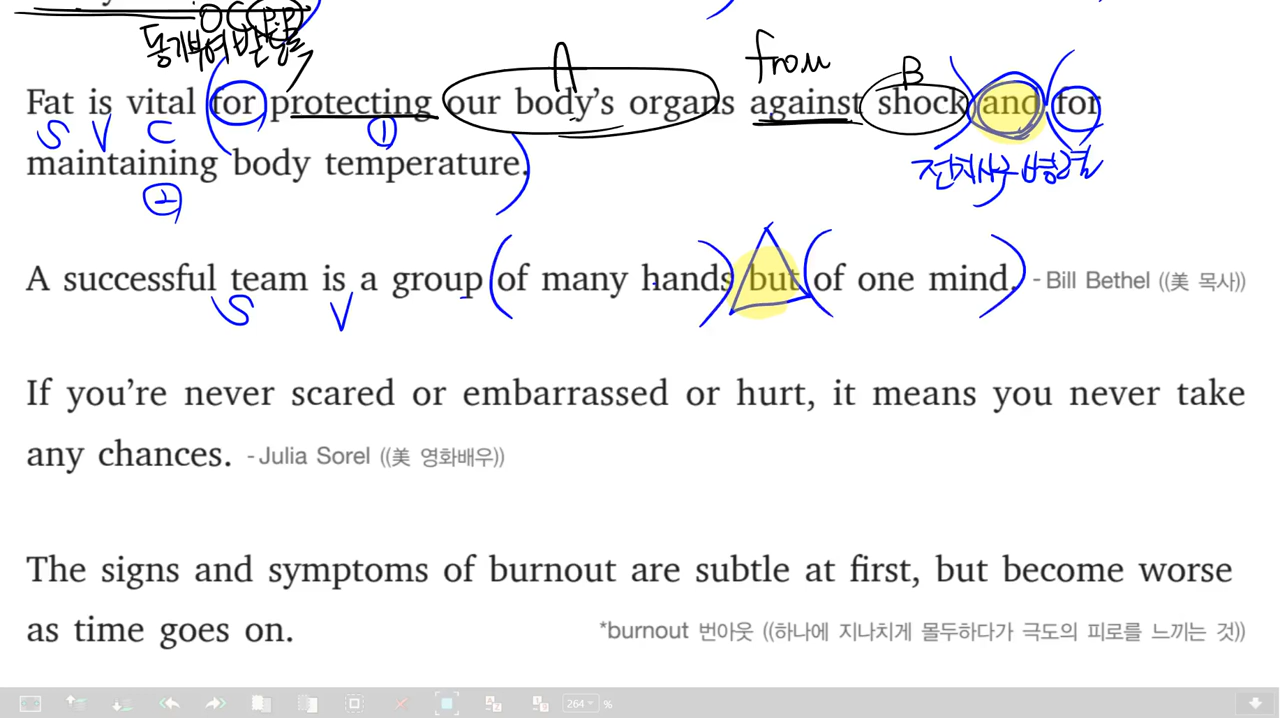 OC p.p
동기부여 받은
A from B
Fat is vital for protecting our body's organs against shock and for
S V C ① 전치사구 병렬
maintaining body temperature.
②
A successful team is a group of many hands but of one mind. - Bill Bethel ((美 목사))
S V
If you're never scared or embarrassed or hurt, it means you never take
any chances. - Julia Sorel ((美 영화배우))
The signs and symptoms of burnout are subtle at first, but become worse
as time goes on. *burnout 번아웃 ((하나에 지나치게 몰두하다가 극도의 피로를 느끼는 것))
264 %